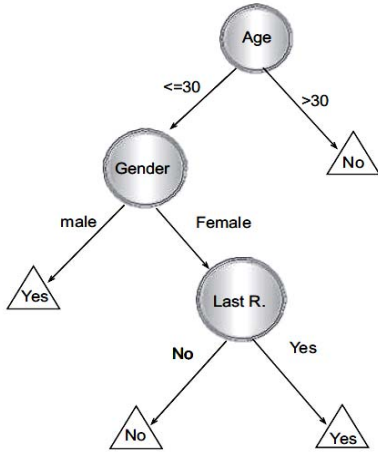 Age
<=30
>30
Gender
No
male
Female
Yes
Last R.
No
Yes
No
Yes